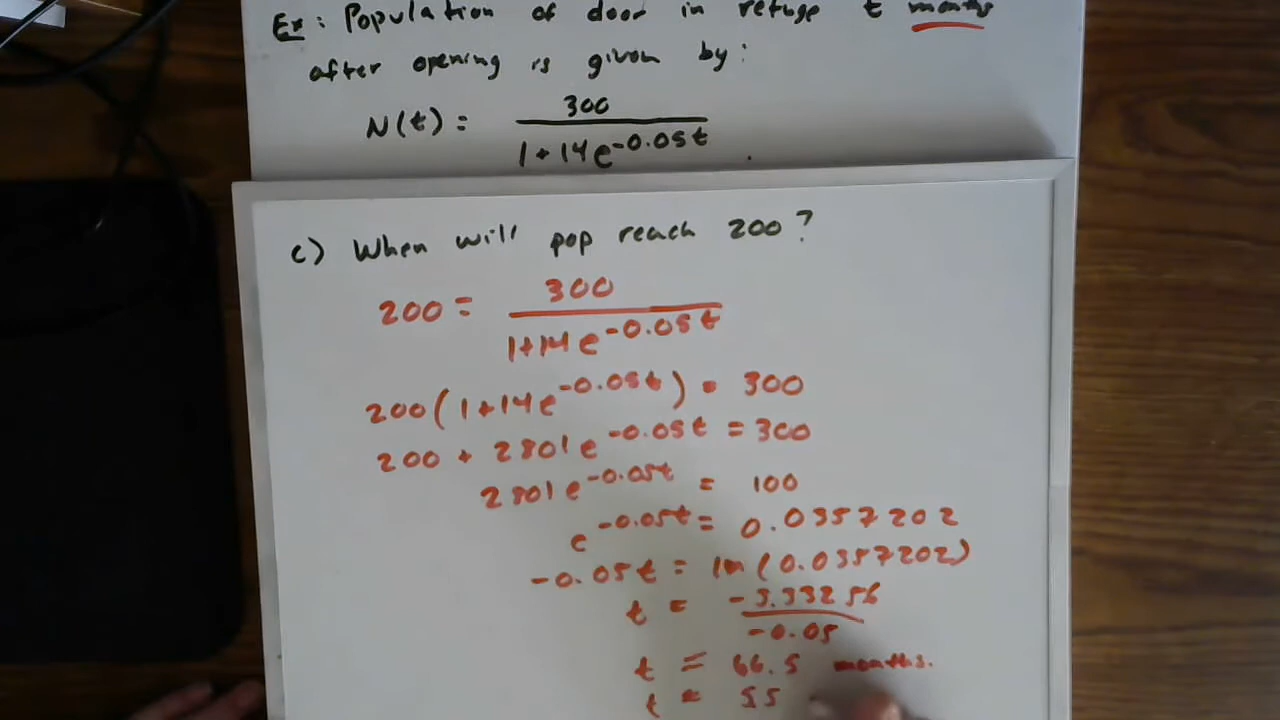 Ex: Population of door in refuge t months
after opening is given by:
N(t) = 300 / 1+14e^-0.05t
c) When will pop reach 200?
200 = 300 / 1+14e^-0.05t
200(1+14e^-0.05t) = 300
200 + 2801e^-0.05t = 300
2801e^-0.05t = 100
e^-0.05t = 0.0357202
-0.05t = ln(0.0357202)
t = -3.33256 / -0.05
t = 66.5 months.
t = 55